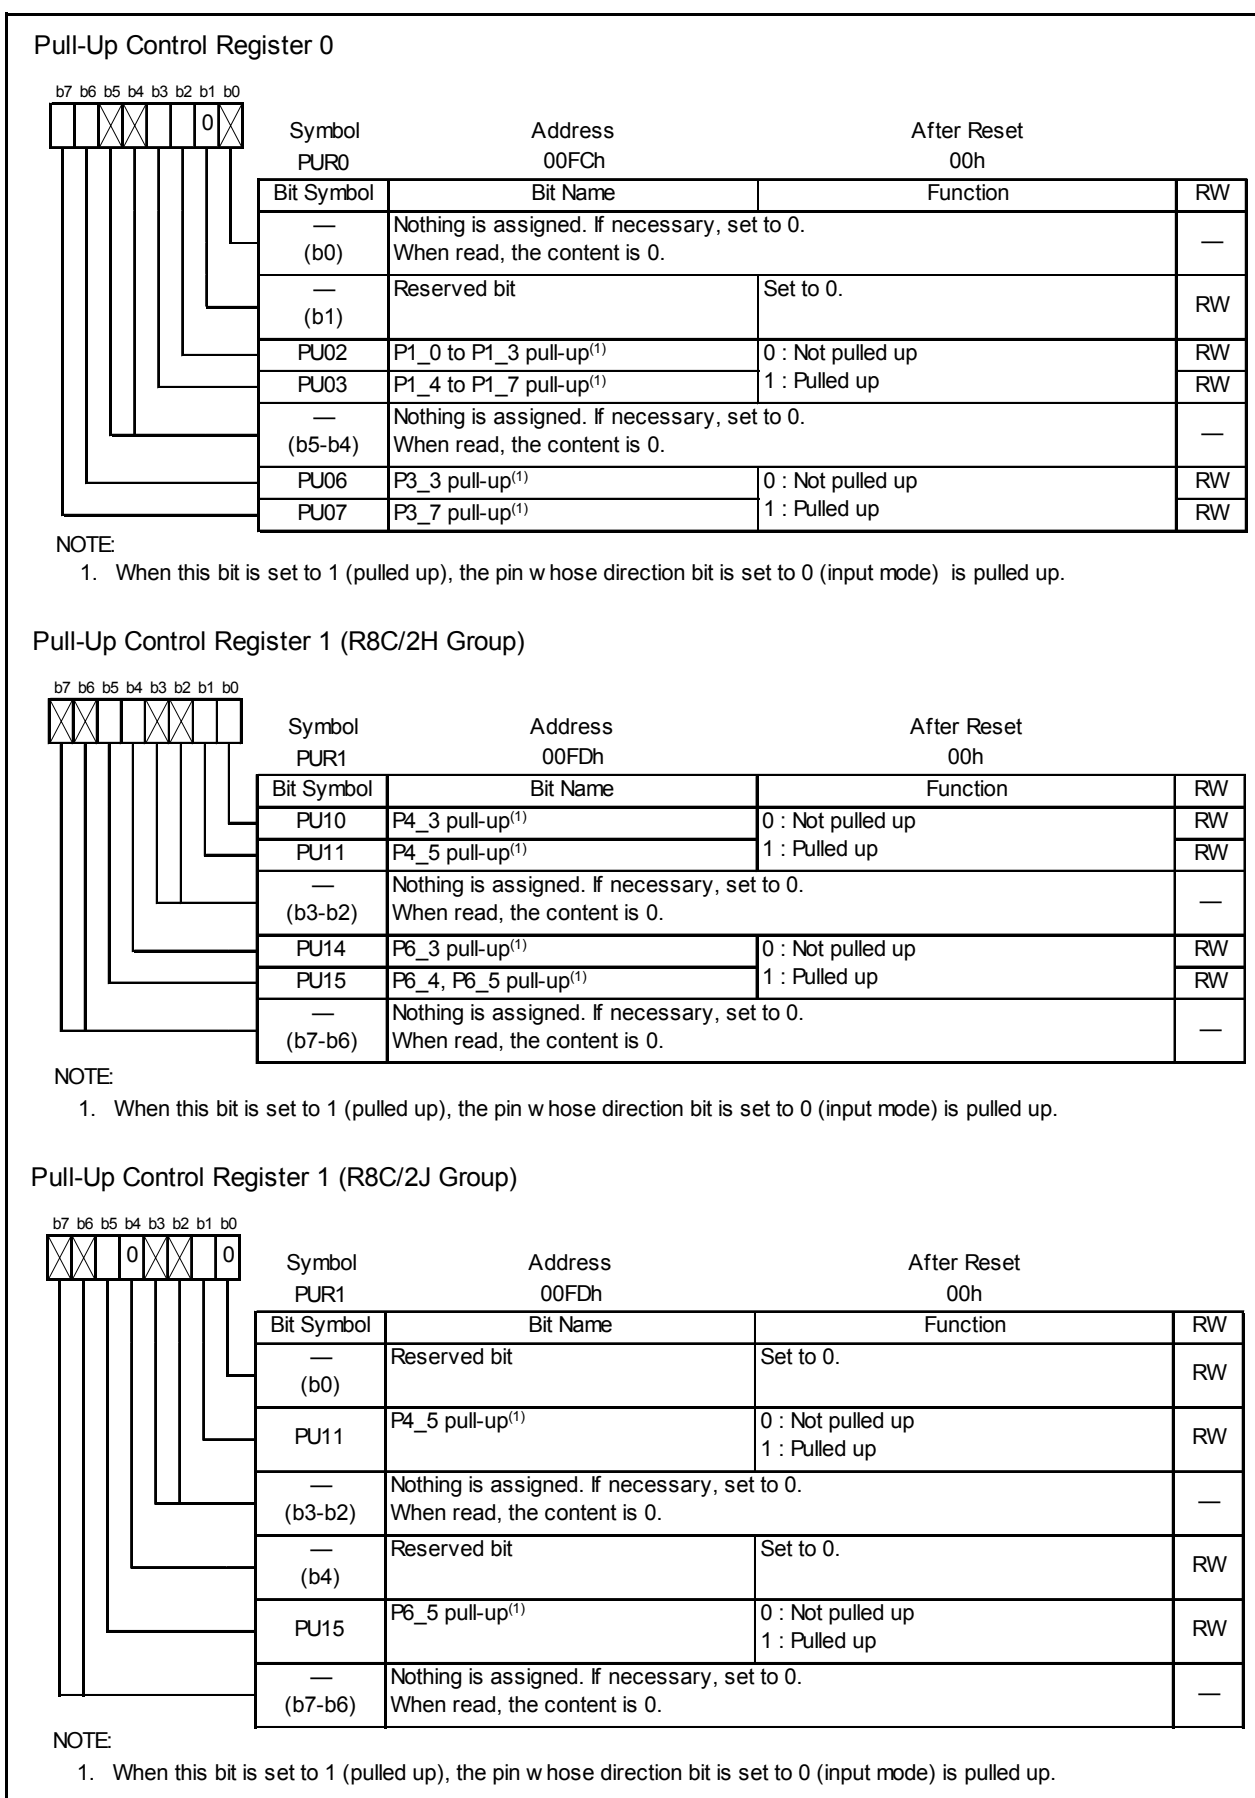 Pull-Up Control Register 0
b7 b6 b5 b4 b3 b2 b1 b0
0
Symbol Address After Reset
PUR0 00FCh 00h
Bit Symbol Bit Name Function RW
— Nothing is assigned. If necessary, set to 0.
(b0) When read, the content is 0. —
— Reserved bit Set to 0. RW
(b1)
PU02 P1_0 to P1_3 pull-up(1) 0 : Not pulled up RW
PU03 P1_4 to P1_7 pull-up(1) 1 : Pulled up RW
— Nothing is assigned. If necessary, set to 0.
(b5-b4) When read, the content is 0. —
PU06 P3_3 pull-up(1) 0 : Not pulled up RW
PU07 P3_7 pull-up(1) 1 : Pulled up RW
NOTE:
1. When this bit is set to 1 (pulled up), the pin w hose direction bit is set to 0 (input mode) is pulled up.
Pull-Up Control Register 1 (R8C/2H Group)
b7 b6 b5 b4 b3 b2 b1 b0
Symbol Address After Reset
PUR1 00FDh 00h
Bit Symbol Bit Name Function RW
PU10 P4_3 pull-up(1) 0 : Not pulled up RW
PU11 P4_5 pull-up(1) 1 : Pulled up RW
— Nothing is assigned. If necessary, set to 0.
(b3-b2) When read, the content is 0. —
PU14 P6_3 pull-up(1) 0 : Not pulled up RW
PU15 P6_4, P6_5 pull-up(1) 1 : Pulled up RW
— Nothing is assigned. If necessary, set to 0.
(b7-b6) When read, the content is 0. —
NOTE:
1. When this bit is set to 1 (pulled up), the pin w hose direction bit is set to 0 (input mode) is pulled up.
Pull-Up Control Register 1 (R8C/2J Group)
b7 b6 b5 b4 b3 b2 b1 b0
0 0
Symbol Address After Reset
PUR1 00FDh 00h
Bit Symbol Bit Name Function RW
— Reserved bit Set to 0. RW
(b0)
PU11 P4_5 pull-up(1) 0 : Not pulled up RW
1 : Pulled up
— Nothing is assigned. If necessary, set to 0.
(b3-b2) When read, the content is 0. —
— Reserved bit Set to 0. RW
(b4)
PU15 P6_5 pull-up(1) 0 : Not pulled up RW
1 : Pulled up
— Nothing is assigned. If necessary, set to 0.
(b7-b6) When read, the content is 0. —
NOTE:
1. When this bit is set to 1 (pulled up), the pin w hose direction bit is set to 0 (input mode) is pulled up.